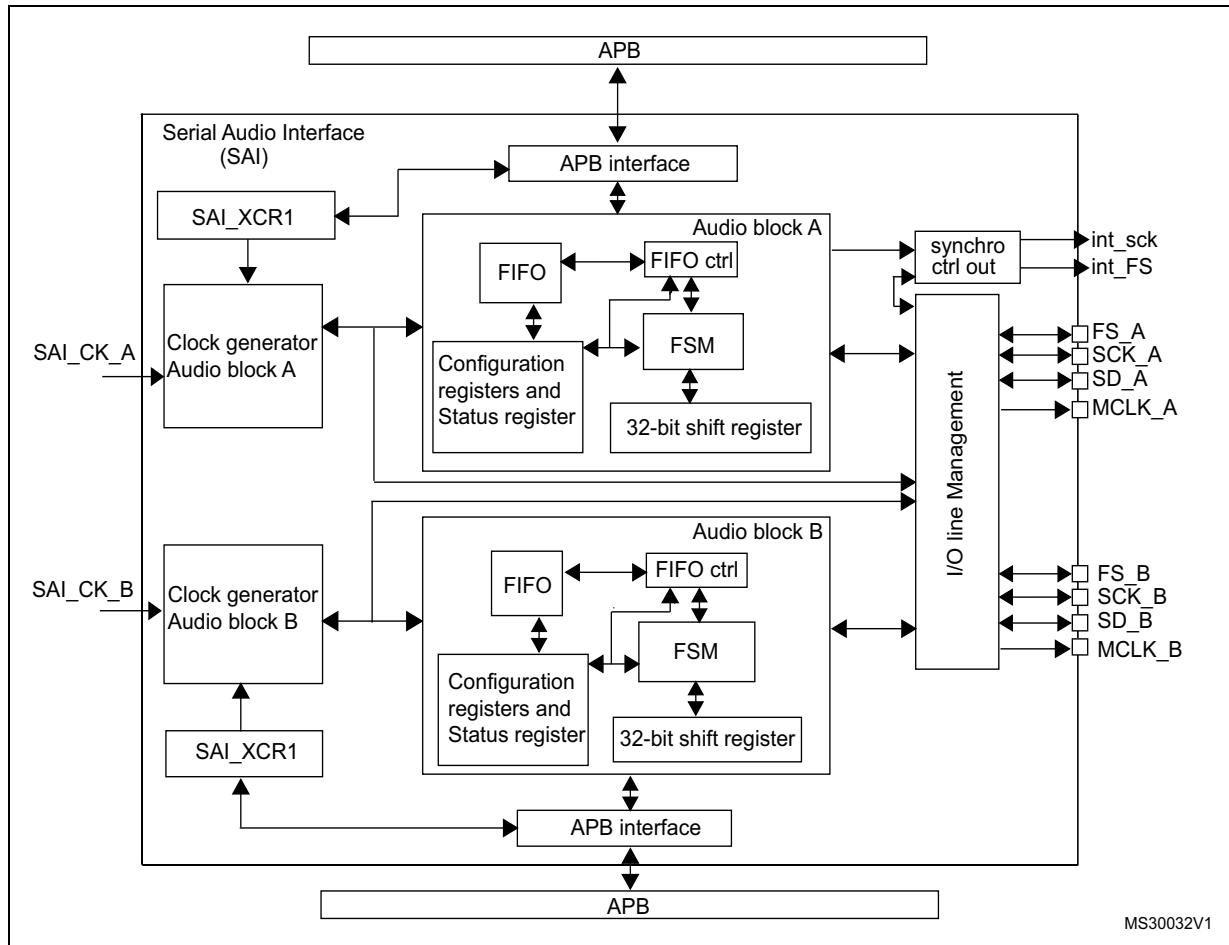 APB
Serial Audio Interface
(SAI)
APB interface
SAI_XCR1
Audio block A
synchro
ctrl out
int_sck
int_FS
FIFO
FIFO ctrl
Clock generator
Audio block A
SAI_CK_A
FSM
Configuration
registers and
Status register
32-bit shift register
FS_A
SCK_A
SD_A
MCLK_A
I/O line Management
Audio block B
FIFO
FIFO ctrl
Clock generator
Audio block B
SAI_CK_B
FSM
Configuration
registers and
Status register
32-bit shift register
FS_B
SCK_B
SD_B
MCLK_B
SAI_XCR1
APB interface
APB
MS30032V1